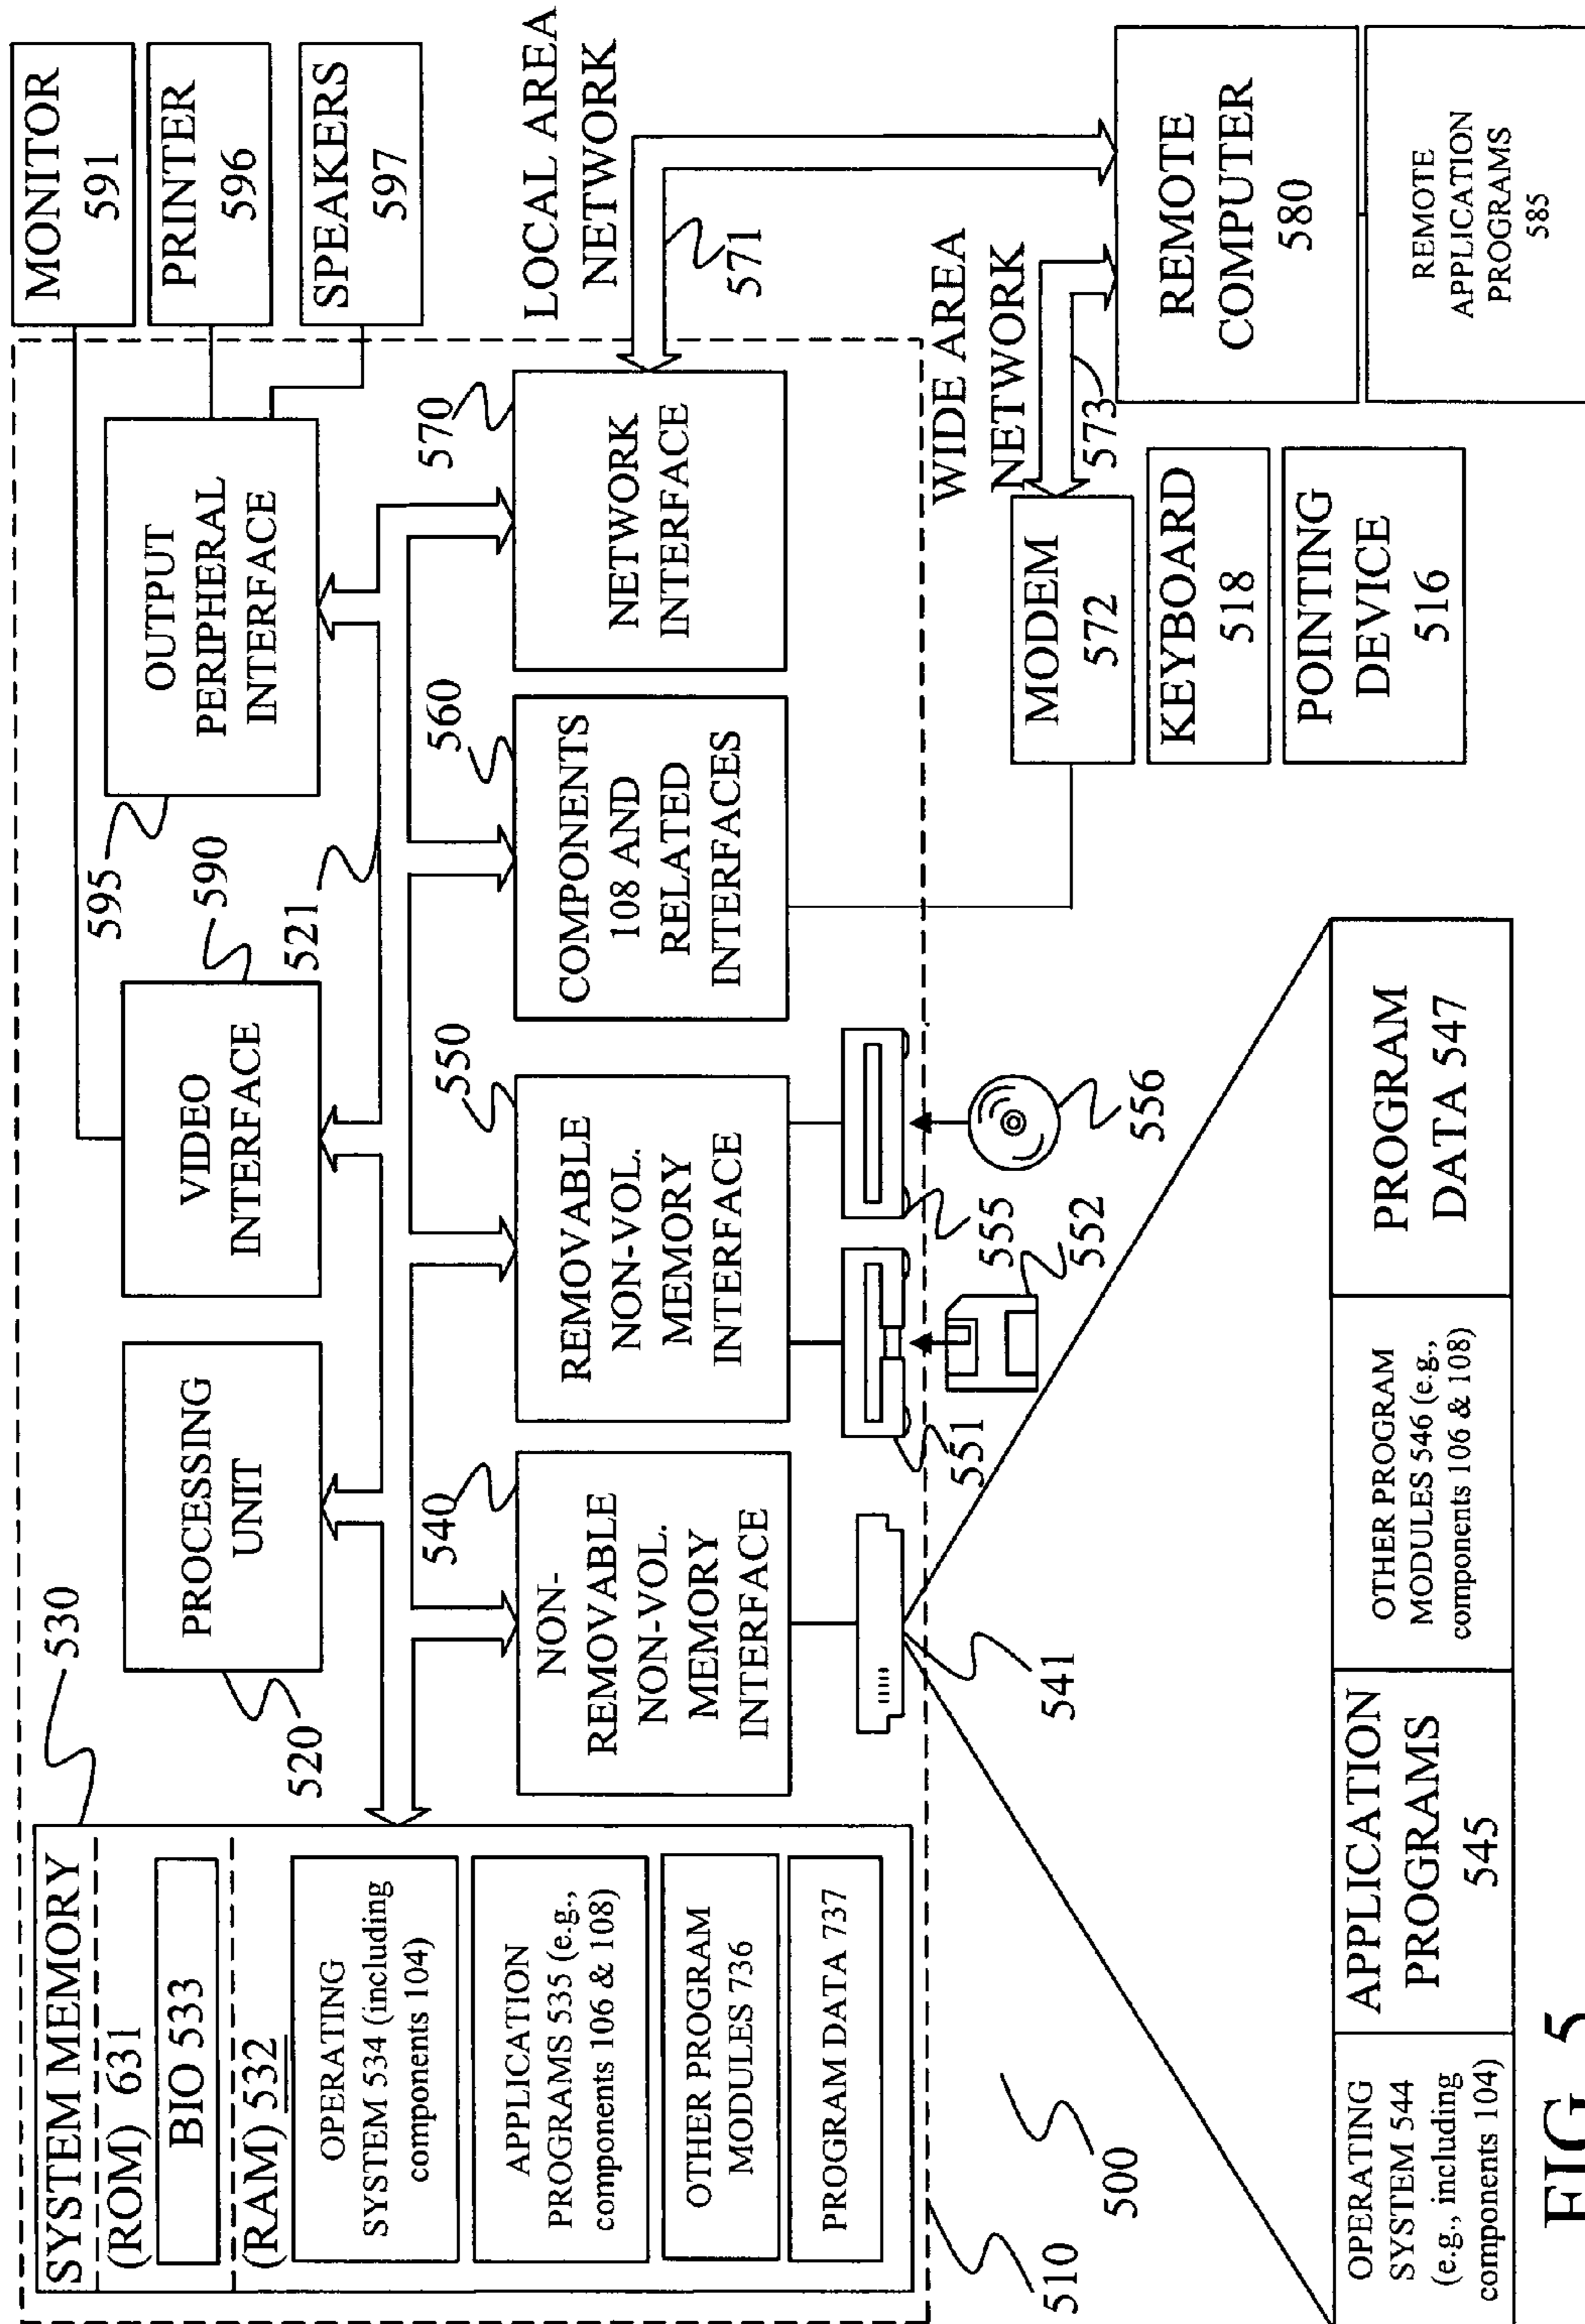 SYSTEM MEMORY
(ROM) 631
BIO 533
(RAM) 532
OPERATING
SYSTEM 534 (including
components 104)
APPLICATION
PROGRAMS 535 (e.g.,
components 106 & 108)
OTHER PROGRAM
MODULES 736
PROGRAM DATA 737
530
520
PROCESSING
UNIT
VIDEO
INTERFACE
590
595
OUTPUT
PERIPHERAL
INTERFACE
521
MONITOR
591
PRINTER
596
SPEAKERS
597
540
NON-
REMOVABLE
NON-VOL.
MEMORY
INTERFACE
550
REMOVABLE
NON-VOL.
MEMORY
INTERFACE
560
COMPONENTS
108 AND
RELATED
INTERFACES
570
NETWORK
INTERFACE
LOCAL AREA
NETWORK
571
510
500
541
551
552
555
556
WIDE AREA
NETWORK
573
MODEM
572
KEYBOARD
518
POINTING
DEVICE
516
REMOTE
COMPUTER
580
REMOTE
APPLICATION
PROGRAMS
585
OPERATING
SYSTEM 544
(e.g., including
components 104)
APPLICATION
PROGRAMS
545
OTHER PROGRAM
MODULES 546 (e.g.,
components 106 & 108)
PROGRAM
DATA 547
FIG. 5